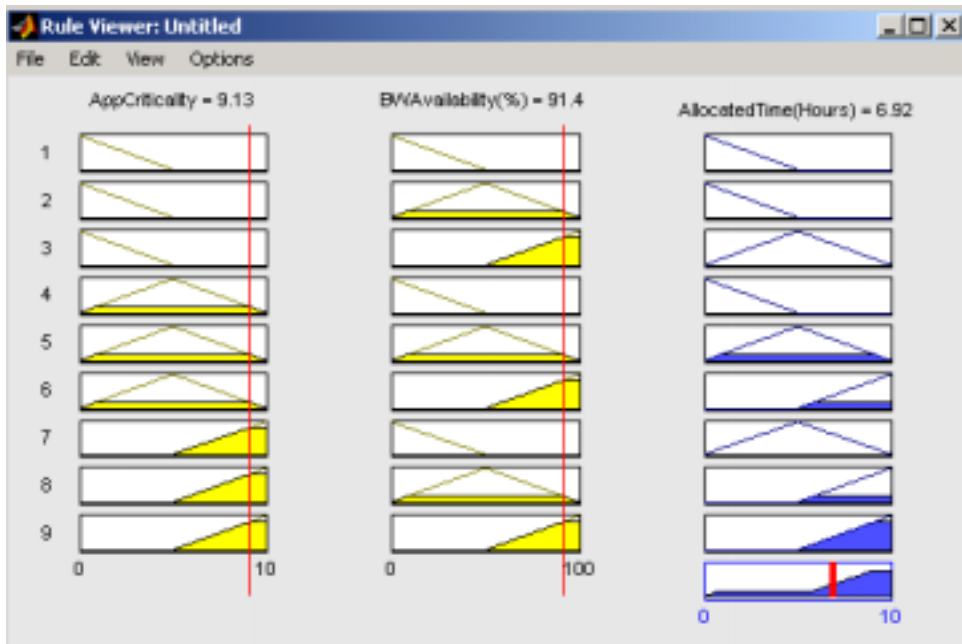 Rule Viewer: Untitled
File Edit View Options
AppCriticality = 9.13
BWAvailability(%) = 91.4
AllocatedTime(Hours) = 6.92
1
2
3
4
5
6
7
8
9
0 10
0 100
0 10